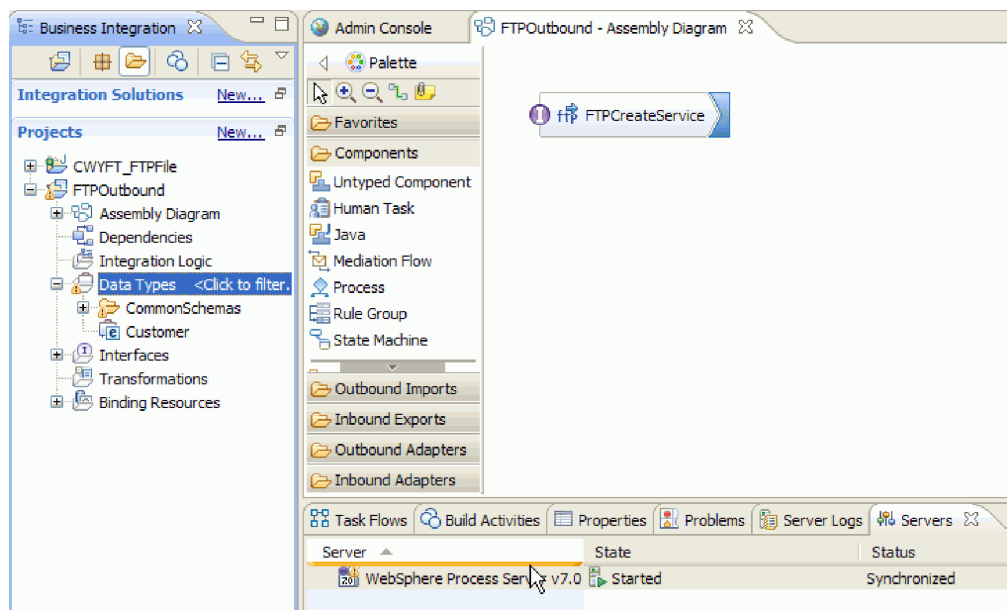 Business Integration
Integration Solutions New...
Projects New...
CWYFT_FTPFile
FTPOutbound
Assembly Diagram
Dependencies
Integration Logic
Data Types <Click to filter.
CommonSchemas
Customer
Interfaces
Transformations
Binding Resources
Admin Console
FTPOutbound - Assembly Diagram
Palette
Favorites
Components
Untyped Component
Human Task
Java
Mediation Flow
Process
Rule Group
State Machine
Outbound Imports
Inbound Exports
Outbound Adapters
Inbound Adapters
FTPCreateService
Task Flows Build Activities Properties Problems Server Logs Servers
Server State Status
WebSphere Process Server v7.0 Started Synchronized